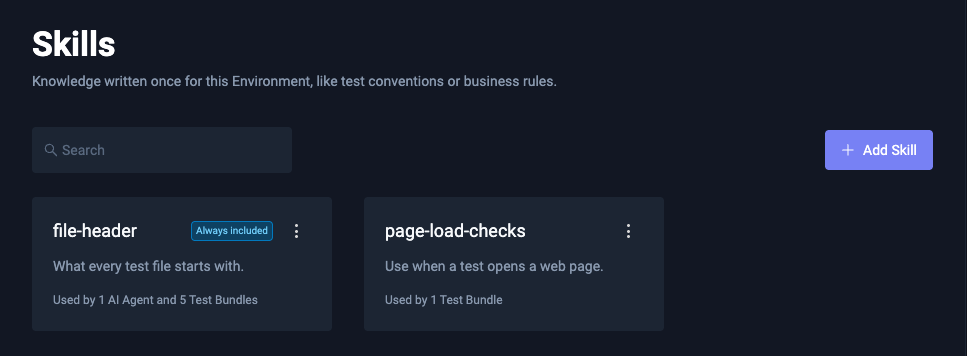 Skills
Knowledge written once for this Environment, like test conventions or business rules.
Search
Add Skill
file-header
Always included
What every test file starts with.
Used by 1 AI Agent and 5 Test Bundles
page-load-checks
Use when a test opens a web page.
Used by 1 Test Bundle